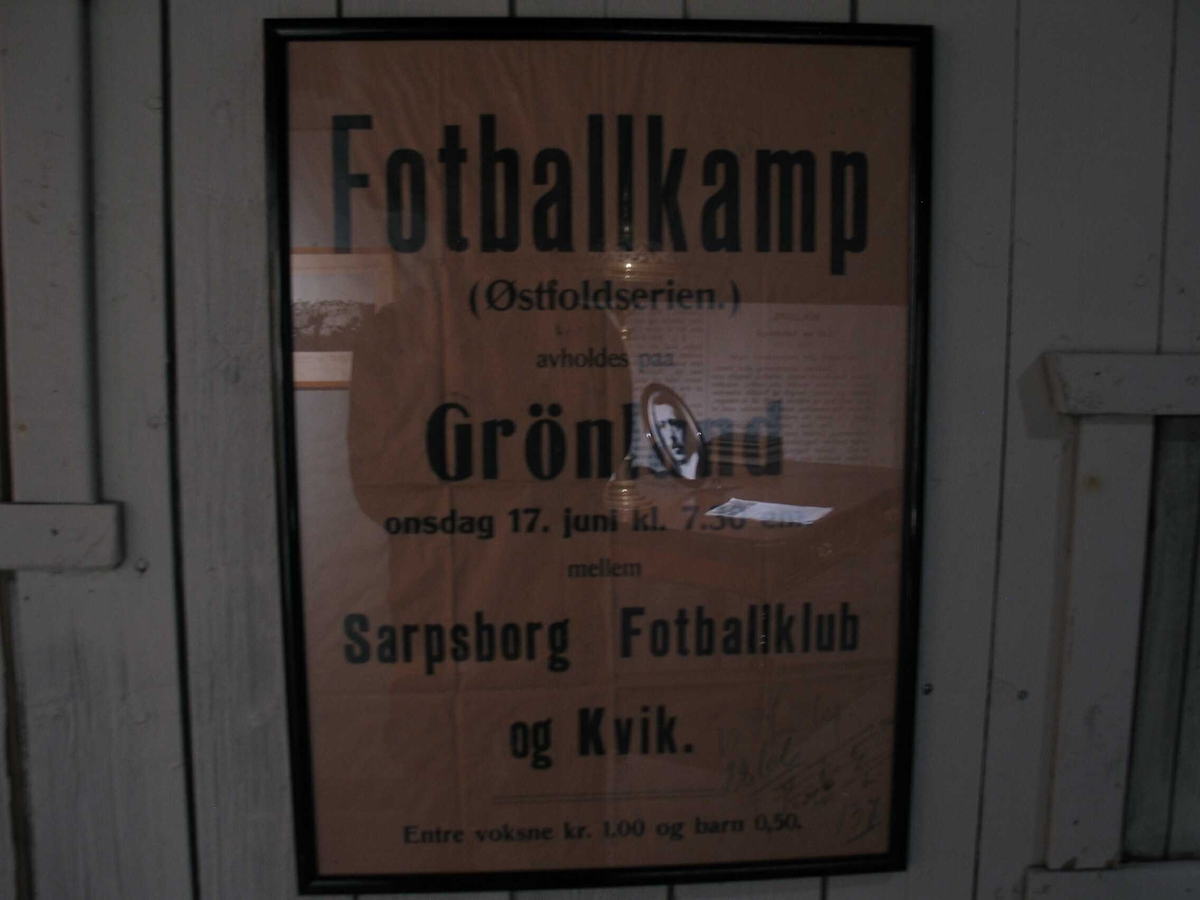 Fotballkamp
(Østfoldserien.)
avholdes paa
Grönland
onsdag 17. juni kl. 7.30 em.
mellem
Sarpsborg Fotballklub
og Kvik.
Entre voksne kr. 1.00 og barn 0,50.